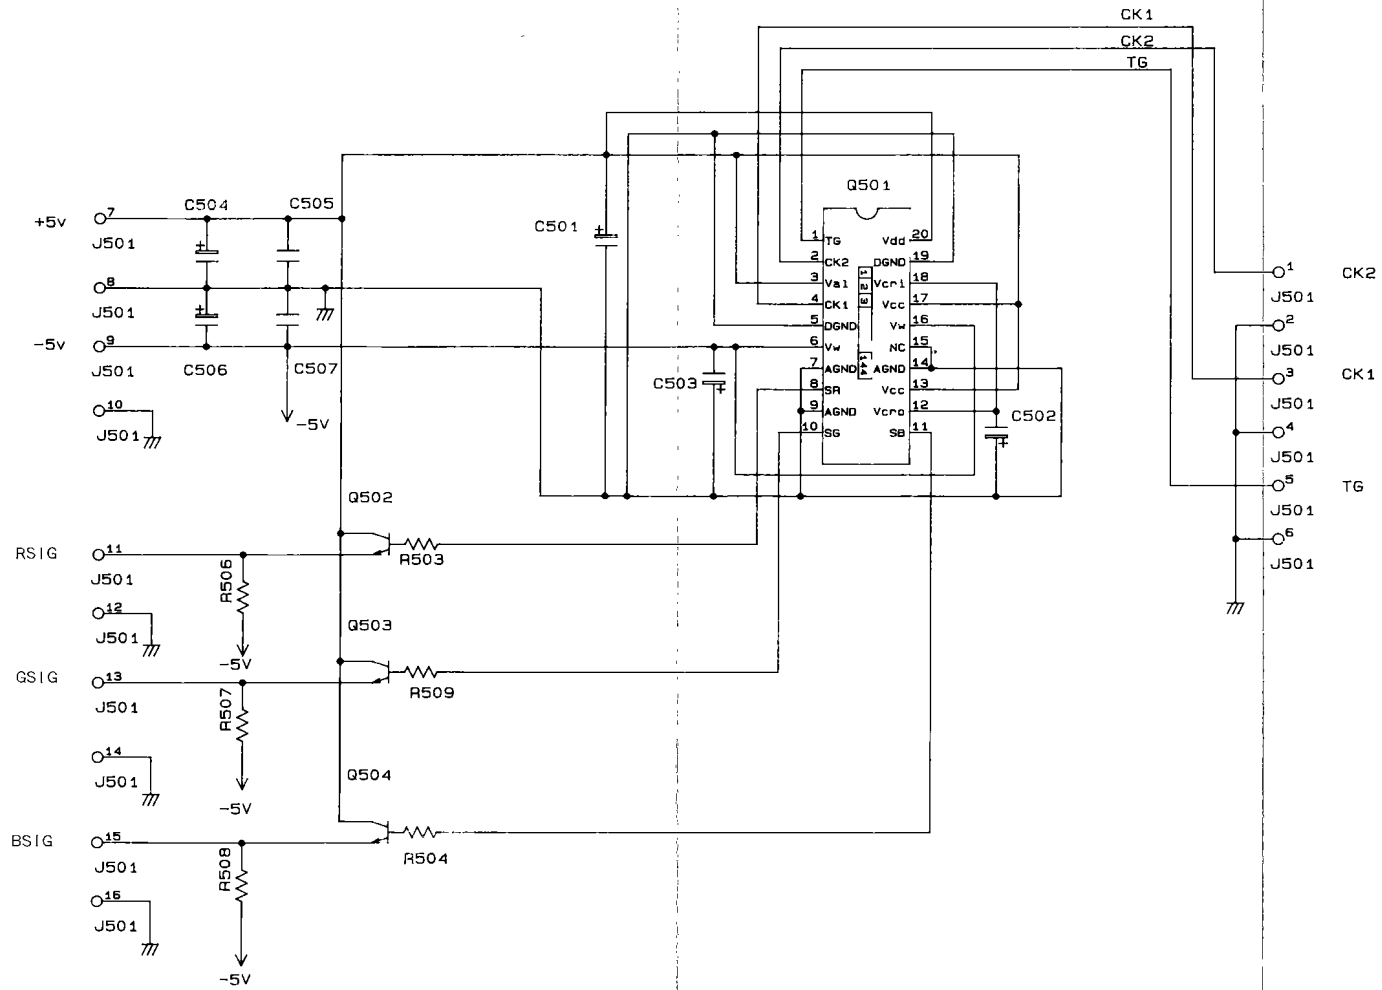 CK1
CK2
TG
Q501
+5v
7
J501
C504
+
C505
8
J501
+
-5v
9
J501
C506
C507
-5V
10
J501
C501
+
C503
+
C502
+
1 TG Vdd 20
2 CK2 DGND 19
3 Val Vcri 18
4 CK1 Vcc 17
5 DGND Vw 16
6 Vw NC 15
7 AGND AGND 14
8 SR Vcc 13
9 AGND Vcro 12
10 SG SB 11
1
2
3
144
1
J501
CK2
2
J501
3
J501
CK1
4
J501
5
J501
TG
6
J501
Q502
RSIG
11
J501
R506
R503
12
J501
-5V
Q503
GSIG
13
J501
R507
R509
14
J501
-5V
Q504
BSIG
15
J501
R508
R504
16
J501
-5V